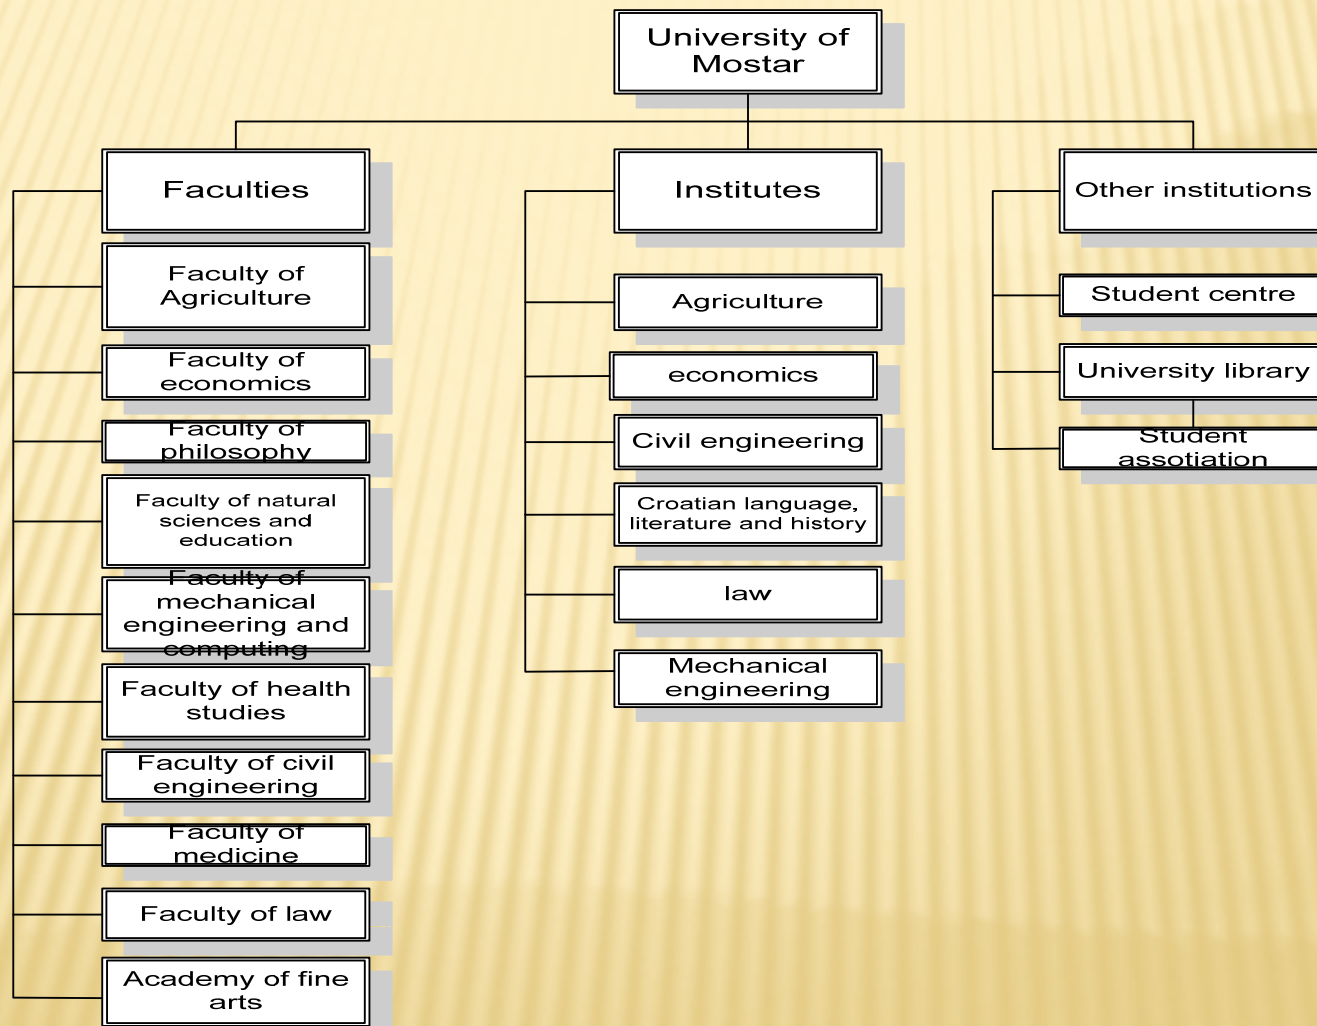 University of
Mostar
Faculties
Faculty of
Agriculture
Faculty of
economics
Faculty of
philosophy
Faculty of natural
sciences and
education
Faculty of
mechanical
engineering and
computing
Faculty of health
studies
Faculty of civil
engineering
Faculty of
medicine
Faculty of law
Academy of fine
arts
Institutes
Agriculture
economics
Civil engineering
Croatian language,
literature and history
law
Mechanical
engineering
Other institutions
Student centre
University library
Student
assotiation